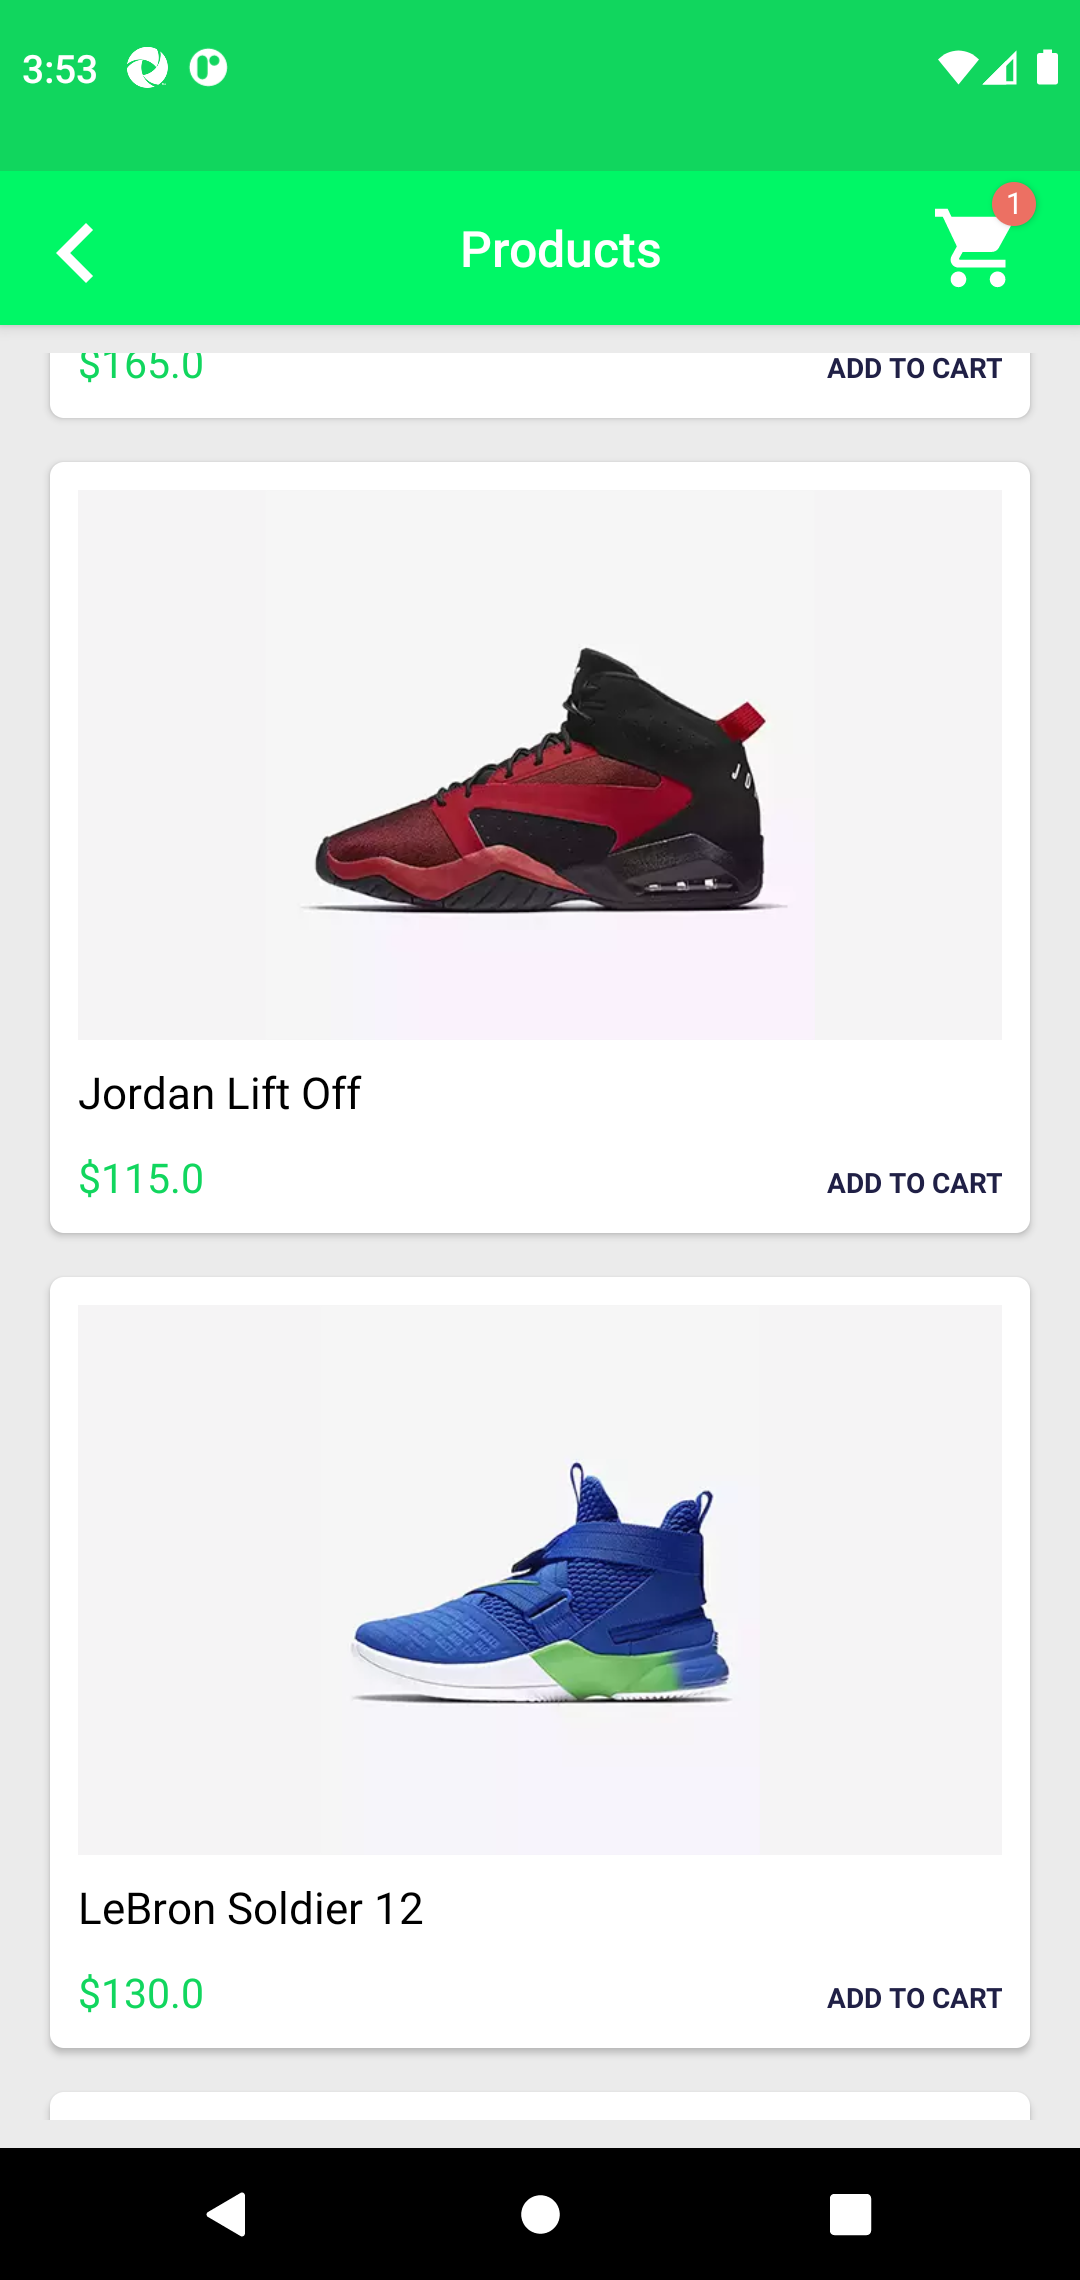 3:53
Products
1
$165.0 ADD TO CART
Jordan Lift Off
$115.0 ADD TO CART
LeBron Soldier 12
$130.0 ADD TO CART